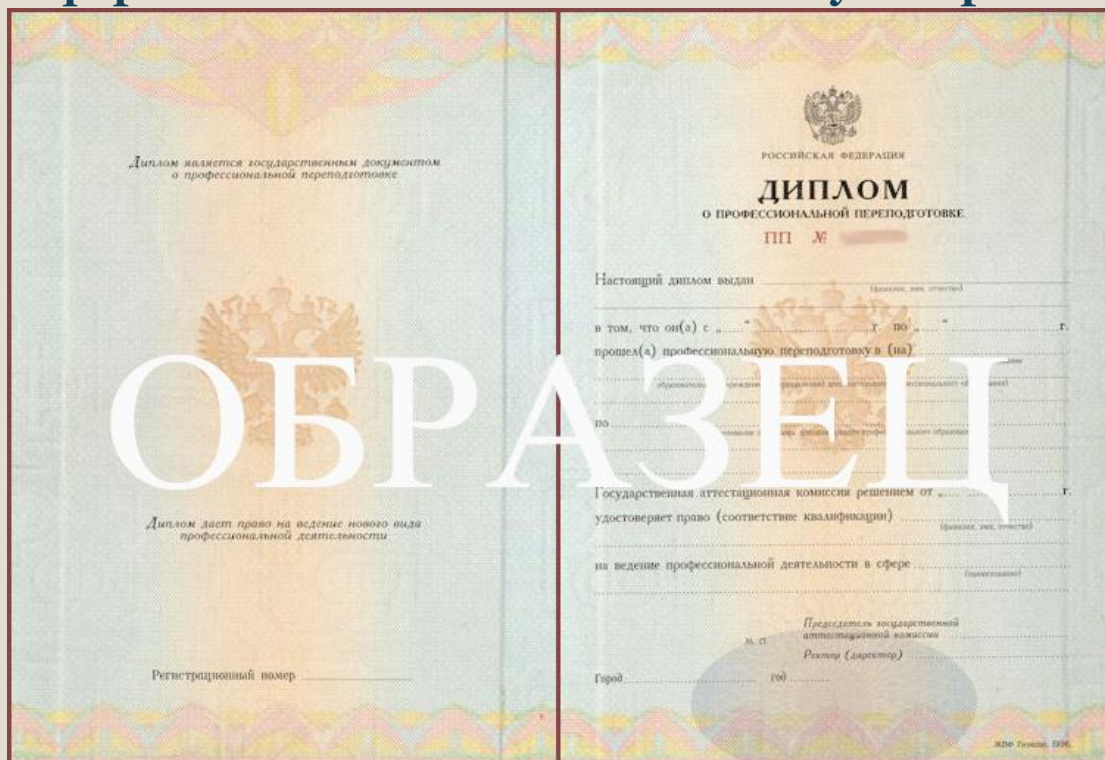 Диплом является государственным документом
о профессиональной переподготовке
Диплом дает право на ведение нового вида
профессиональной деятельности
Регистрационный номер
РОССИЙСКАЯ ФЕДЕРАЦИЯ
ДИПЛОМ
О ПРОФЕССИОНАЛЬНОЙ ПЕРЕПОДГОТОВКЕ
ПП №
Настоящий диплом выдан
(фамилия, имя, отчество)
в том, что он(а) с „ “ г. по „ “ г.
прошел(а) профессиональную переподготовку в (на)
по
Государственная аттестационная комиссия решением от „ г.
удостоверяет право (соответствие квалификации)
(фамилия, имя, отчество)
на ведение профессиональной деятельности в сфере
(наименование)
Председатель государственной
аттестационной комиссии
М. П.
Ректор (директор)
Город год
ОБРАЗЕЦ